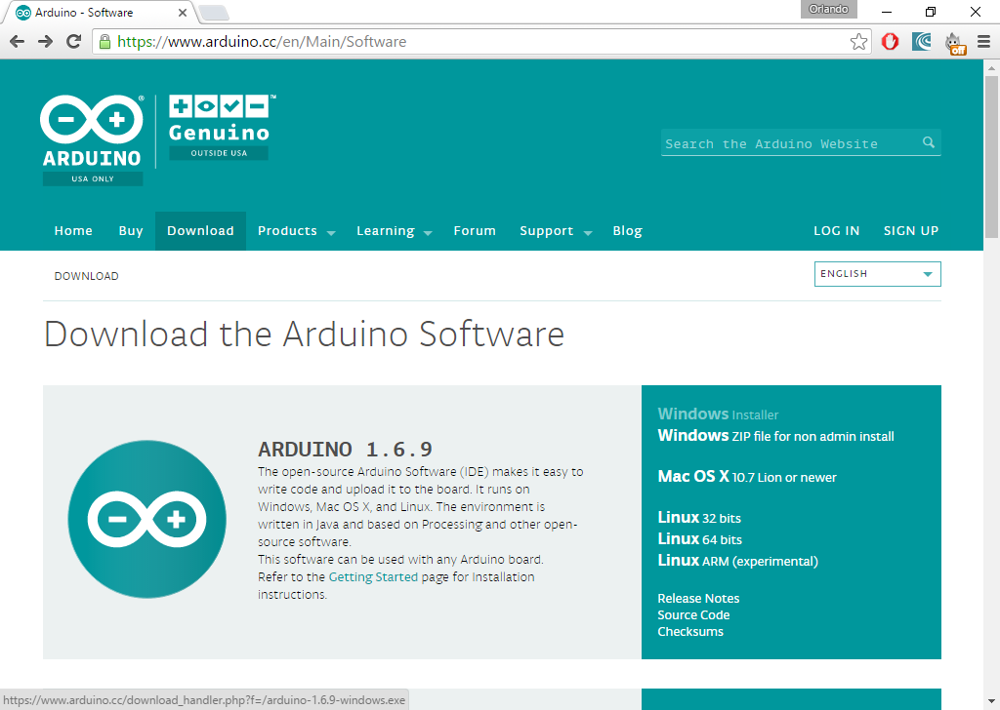 Arduino - Software
Orlando
https://www.arduino.cc/en/Main/Software
off
ARDUINO
USA ONLY
Genuino
OUTSIDE USA
Search the Arduino Website
Home Buy Download Products Learning Forum Support Blog LOG IN SIGN UP
DOWNLOAD
ENGLISH
Download the Arduino Software
ARDUINO 1.6.9
The open-source Arduino Software (IDE) makes it easy to
write code and upload it to the board. It runs on
Windows, Mac OS X, and Linux. The environment is
written in Java and based on Processing and other open-
source software.
This software can be used with any Arduino board.
Refer to the Getting Started page for Installation
instructions.
Windows Installer
Windows ZIP file for non admin install
Mac OS X 10.7 Lion or newer
Linux 32 bits
Linux 64 bits
Linux ARM (experimental)
Release Notes
Source Code
Checksums
https://www.arduino.cc/download_handler.php?f=/arduino-1.6.9-windows.exe